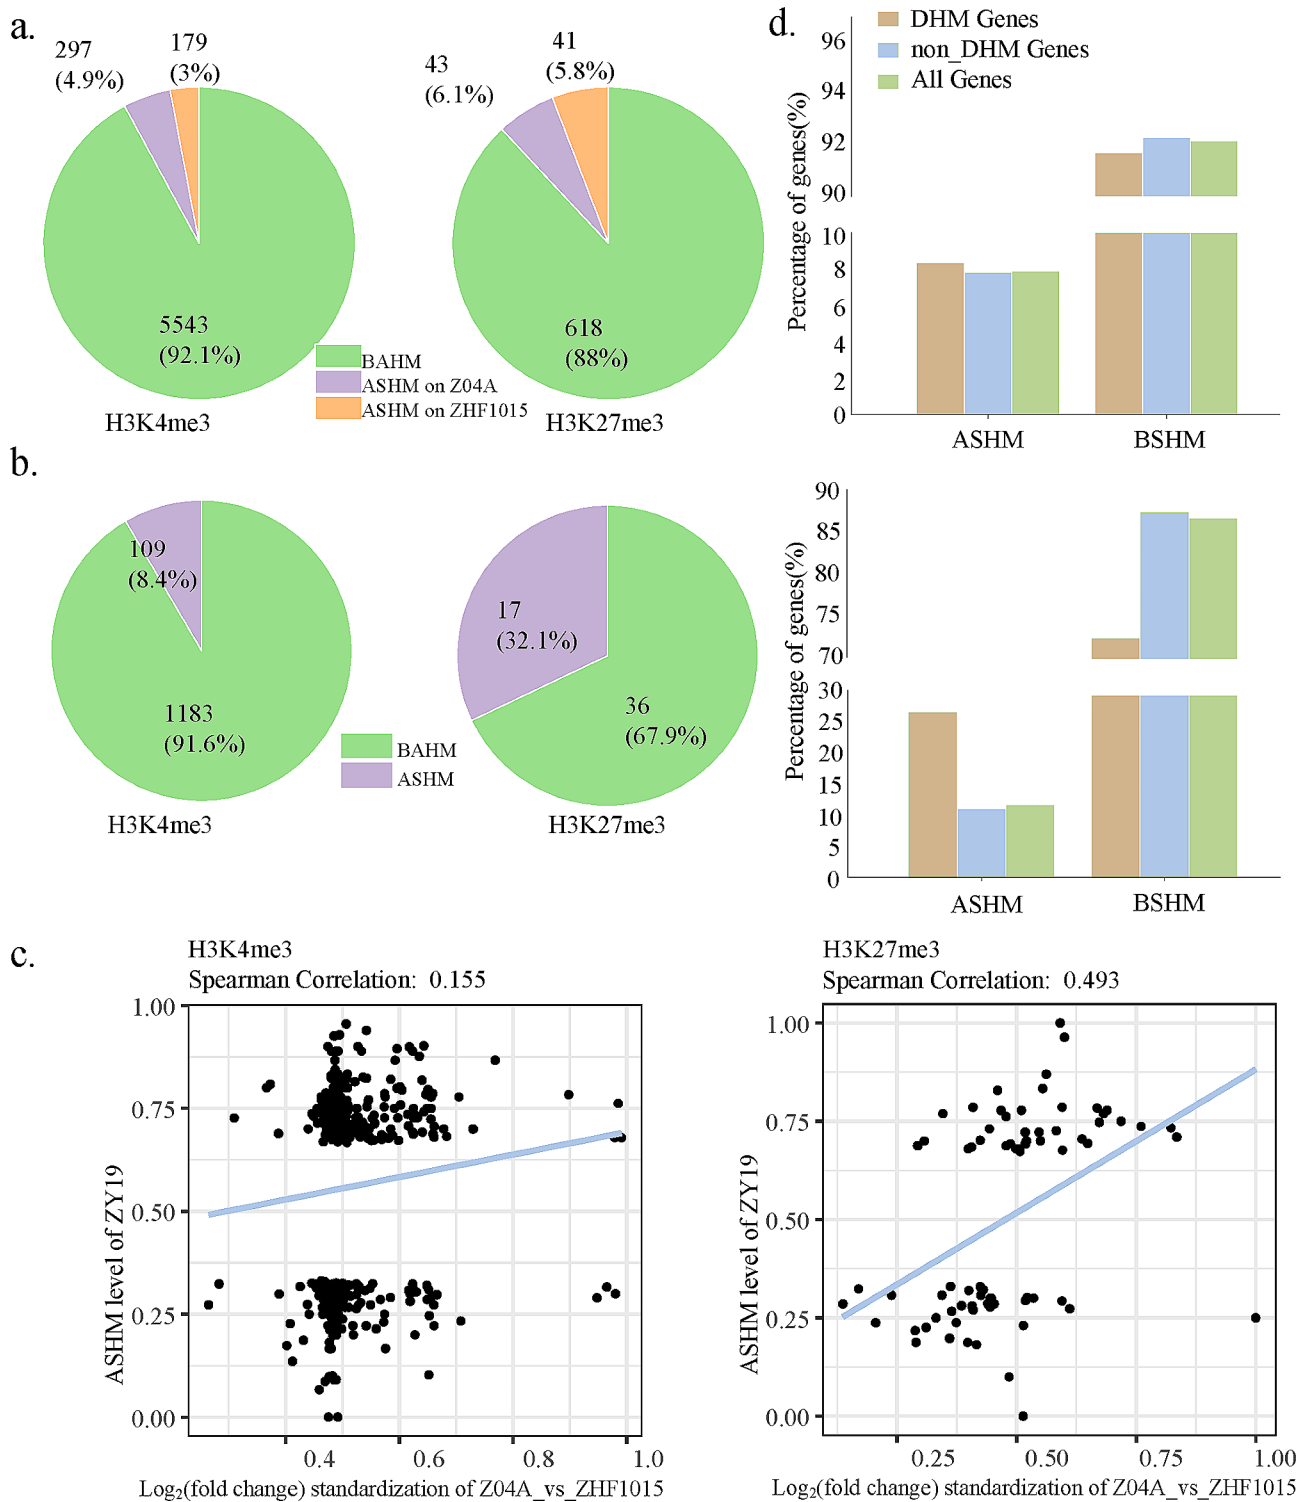 a.
297
(4.9%)
179
(3%)
5543
(92.1%)
H3K4me3
43
(6.1%)
41
(5.8%)
618
(88%)
H3K27me3
BAHM
ASHM on Z04A
ASHM on ZHF1015
b.
109
(8.4%)
1183
(91.6%)
H3K4me3
17
(32.1%)
36
(67.9%)
H3K27me3
BAHM
ASHM
d.
DHM Genes
non_DHM Genes
All Genes
Percentage of genes(%)
96
94
92
90
10
8
6
4
2
0
ASHM
BSHM
Percentage of genes(%)
90
85
80
75
70
30
25
20
15
10
5
0
ASHM
BSHM
c.
H3K4me3
Spearman Correlation: 0.155
ASHM level of ZY19
1.00
0.75
0.50
0.25
0.00
0.4
0.6
0.8
1.0
Log₂(fold change) standardization of Z04A_vs_ZHF1015
H3K27me3
Spearman Correlation: 0.493
ASHM level of ZY19
1.00
0.75
0.50
0.25
0.00
0.25
0.50
0.75
1.00
Log₂(fold change) standardization of Z04A_vs_ZHF1015